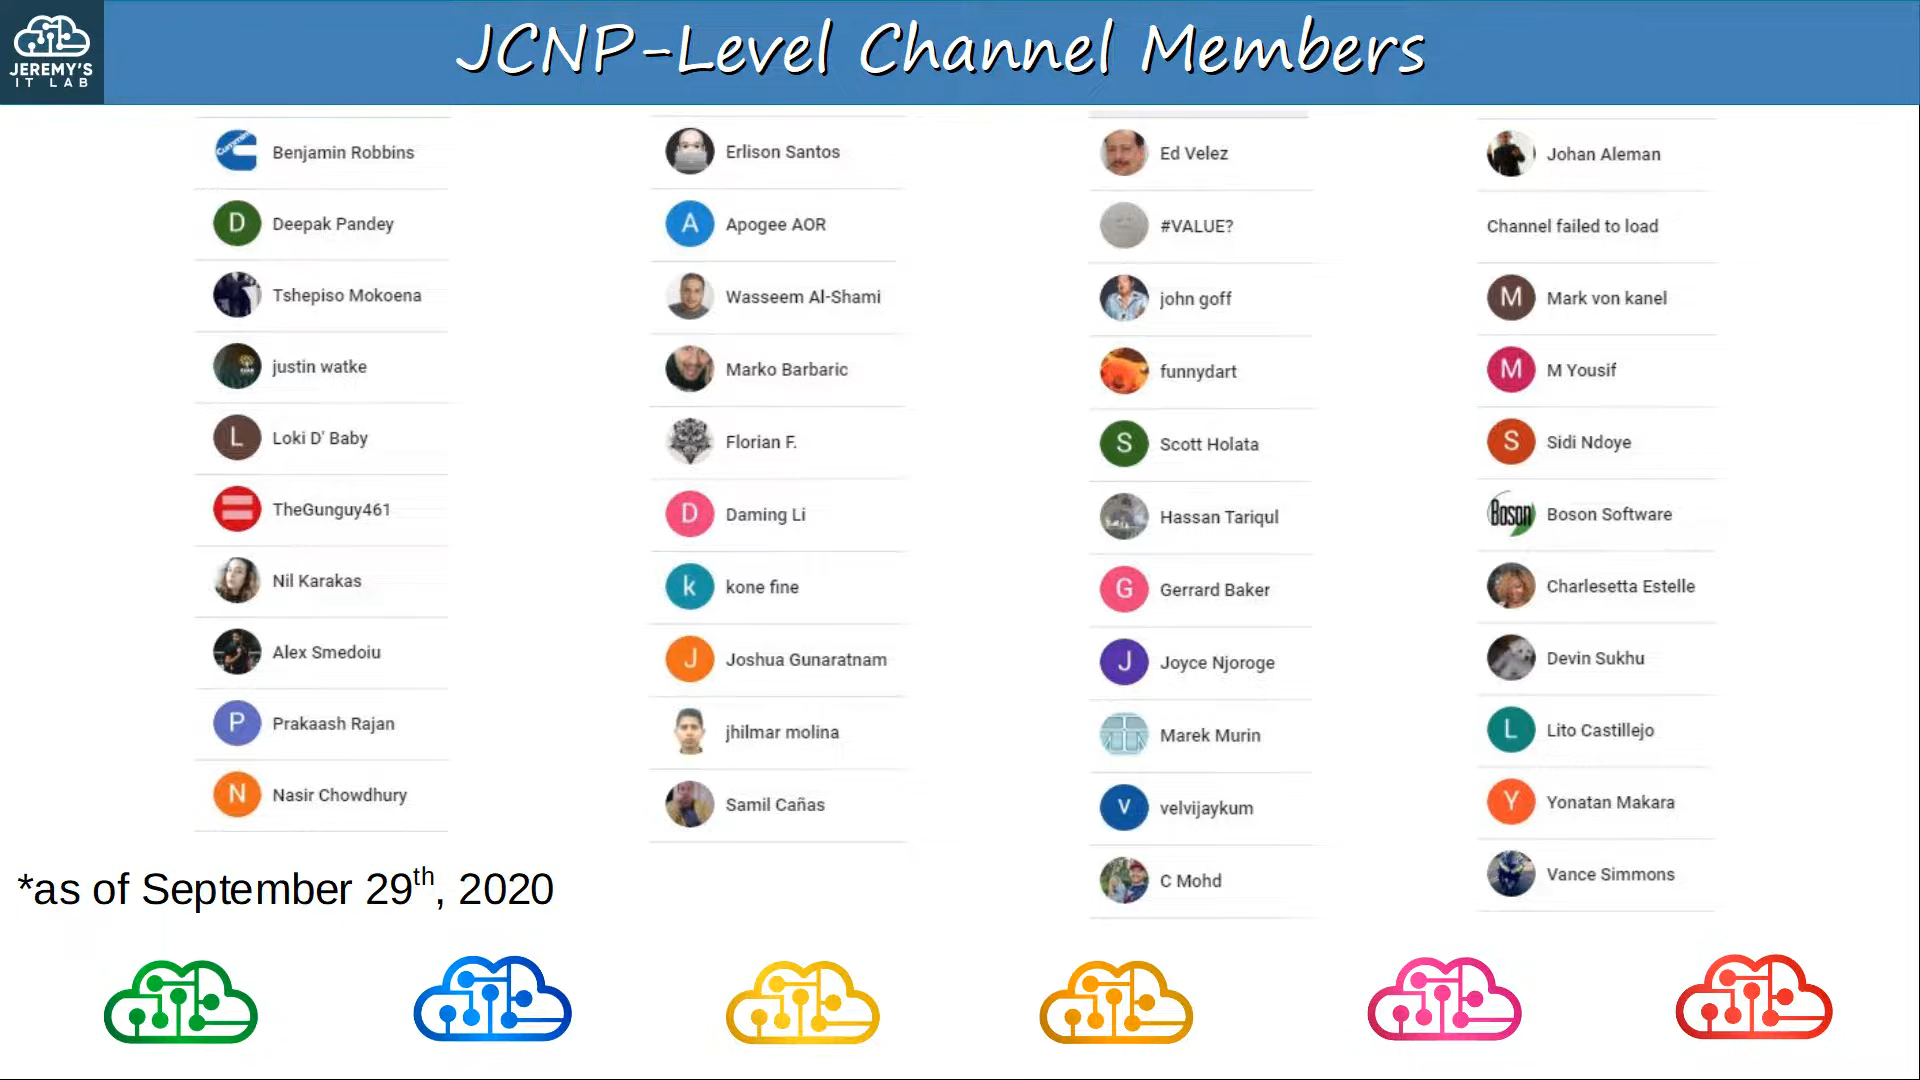 JEREMY'S
IT LAB
JCNP-Level Channel Members
Benjamin Robbins
D Deepak Pandey
Tshepiso Mokoena
justin watke
L Loki D' Baby
TheGunguy461
Nil Karakas
Alex Smedoiu
P Prakaash Rajan
N Nasir Chowdhury
Erlison Santos
A Apogee AOR
Wasseem Al-Shami
Marko Barbaric
Florian F.
D Daming Li
k kone fine
J Joshua Gunaratnam
jhilmar molina
Samil Cañas
Ed Velez
#VALUE?
john goff
funnydart
S Scott Holata
Hassan Tariqul
G Gerrard Baker
J Joyce Njoroge
Marek Murin
v velvijaykum
C Mohd
Johan Aleman
Channel failed to load
M Mark von kanel
M M Yousif
S Sidi Ndoye
Boson Boson Software
Charlesetta Estelle
Devin Sukhu
L Lito Castillejo
Y Yonatan Makara
Vance Simmons
*as of September 29th, 2020